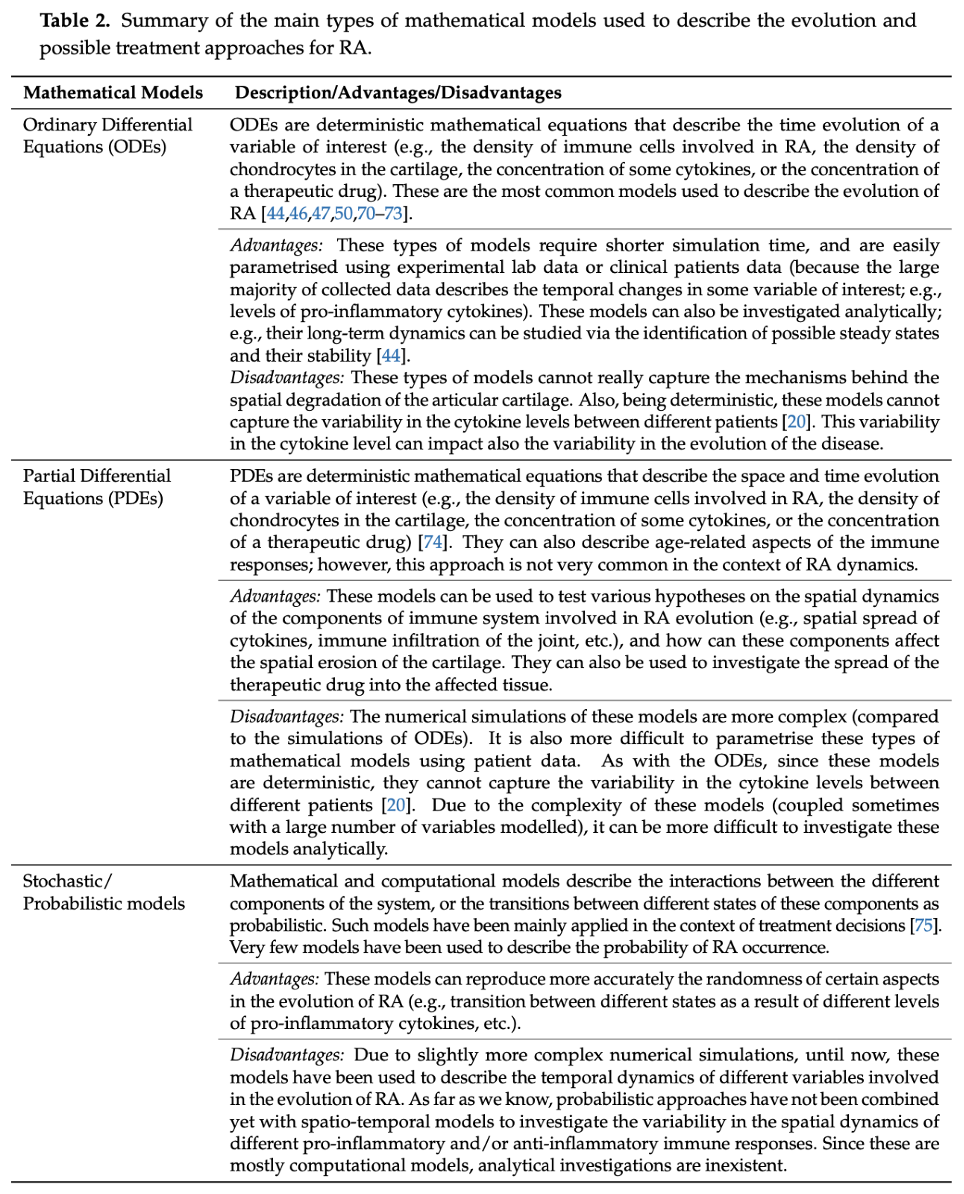 Table 2. Summary of the main types of mathematical models used to describe the evolution and
possible treatment approaches for RA.
Mathematical Models Description/Advantages/Disadvantages
Ordinary Differential
Equations (ODEs)
ODEs are deterministic mathematical equations that describe the time evolution of a
variable of interest (e.g., the density of immune cells involved in RA, the density of
chondrocytes in the cartilage, the concentration of some cytokines, or the concentration of
a therapeutic drug). These are the most common models used to describe the evolution of
RA [44,46,47,50,70–73].
Advantages: These types of models require shorter simulation time, and are easily
parametrised using experimental lab data or clinical patients data (because the large
majority of collected data describes the temporal changes in some variable of interest; e.g.,
levels of pro-inflammatory cytokines). These models can also be investigated analytically;
e.g., their long-term dynamics can be studied via the identification of possible steady states
and their stability [44].
Disadvantages: These types of models cannot really capture the mechanisms behind the
spatial degradation of the articular cartilage. Also, being deterministic, these models cannot
capture the variability in the cytokine levels between different patients [20]. This variability
in the cytokine level can impact also the variability in the evolution of the disease.
Partial Differential
Equations (PDEs)
PDEs are deterministic mathematical equations that describe the space and time evolution
of a variable of interest (e.g., the density of immune cells involved in RA, the density of
chondrocytes in the cartilage, the concentration of some cytokines, or the concentration
of a therapeutic drug) [74]. They can also describe age-related aspects of the immune
responses; however, this approach is not very common in the context of RA dynamics.
Advantages: These models can be used to test various hypotheses on the spatial dynamics
of the components of immune system involved in RA evolution (e.g., spatial spread of
cytokines, immune infiltration of the joint, etc.), and how can these components affect
the spatial erosion of the cartilage. They can also be used to investigate the spread of the
therapeutic drug into the affected tissue.
Disadvantages: The numerical simulations of these models are more complex (compared
to the simulations of ODEs). It is also more difficult to parametrise these types of
mathematical models using patient data. As with the ODEs, since these models
are deterministic, they cannot capture the variability in the cytokine levels between
different patients [20]. Due to the complexity of these models (coupled sometimes
with a large number of variables modelled), it can be more difficult to investigate these
models analytically.
Stochastic/
Probabilistic models
Mathematical and computational models describe the interactions between the different
components of the system, or the transitions between different states of these components as
probabilistic. Such models have been mainly applied in the context of treatment decisions [75].
Very few models have been used to describe the probability of RA occurrence.
Advantages: These models can reproduce more accurately the randomness of certain aspects
in the evolution of RA (e.g., transition between different states as a result of different levels
of pro-inflammatory cytokines, etc.).
Disadvantages: Due to slightly more complex numerical simulations, until now, these
models have been used to describe the temporal dynamics of different variables involved
in the evolution of RA. As far as we know, probabilistic approaches have not been combined
yet with spatio-temporal models to investigate the variability in the spatial dynamics of
different pro-inflammatory and/or anti-inflammatory immune responses. Since these are
mostly computational models, analytical investigations are inexistent.